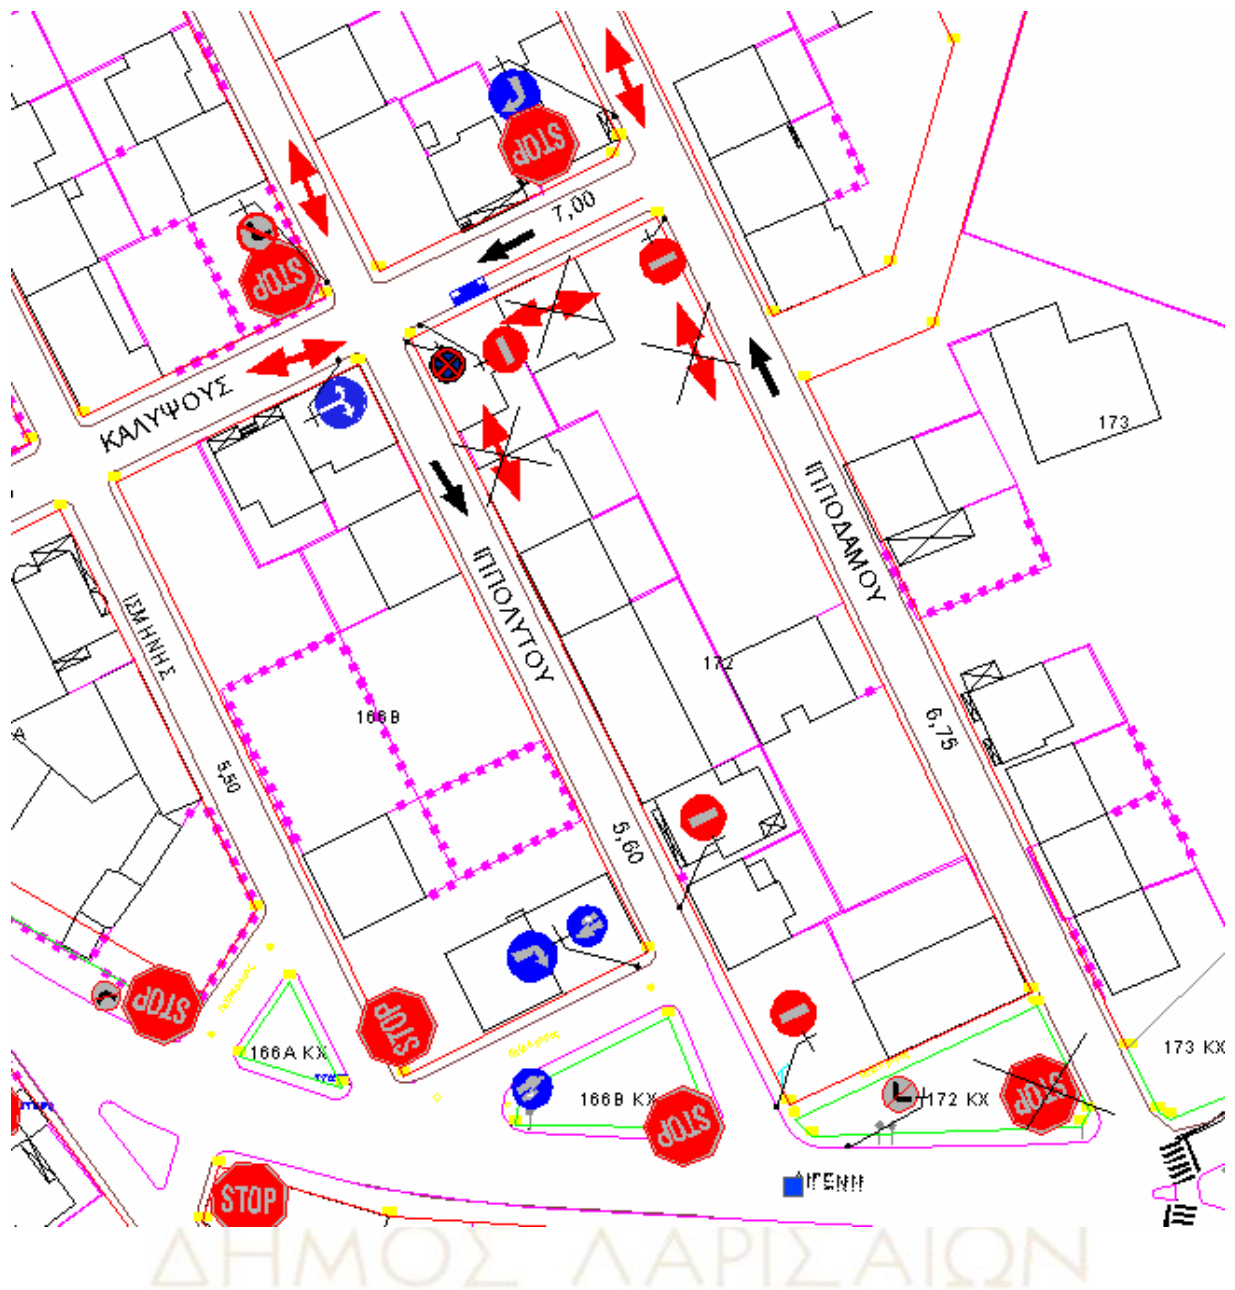 STOP
7,00
STOP
ΚΑΛΥΨΟΥΣ
173
ΙΠΠΟΔΑΜΟΥ
ΙΠΠΟΛΥΤΟΥ
ΙΣΜΗΝΗΣ
172
166Β
6,75
Α
5,50
5,60
STOP
STOP
166Α ΚΧ
173 ΚΧ
166Β ΚΧ
172 ΚΧ
STOP
STOP
STOP
ΔΗΜΟΣ ΛΑΡΙΣΑΙΩΝ